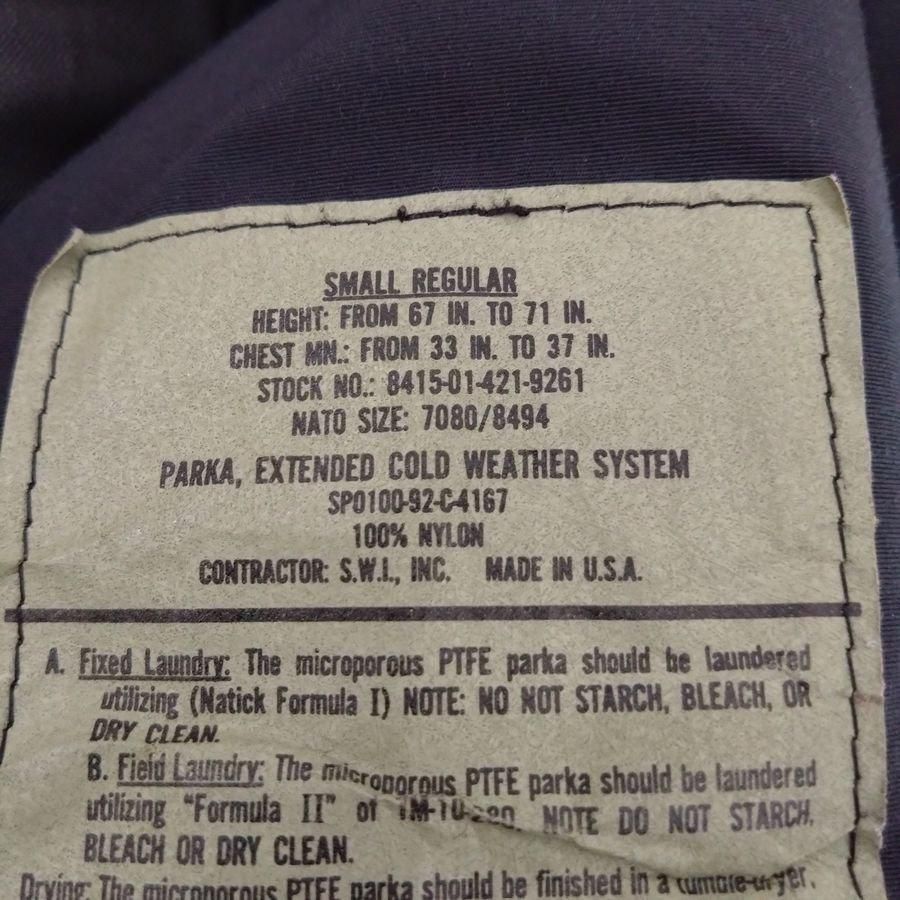 SMALL REGULAR
HEIGHT: FROM 67 IN. TO 71 IN.
CHEST MN.: FROM 33 IN. TO 37 IN.
STOCK NO.: 8415-01-421-9261
NATO SIZE: 7080/8494
PARKA, EXTENDED COLD WEATHER SYSTEM
SP0100-92-C-4167
100% NYLON
CONTRACTOR: S.W.I., INC. MADE IN U.S.A.
A. Fixed Laundry: The microporous PTFE parka should be laundered
utilizing (Natick Formula I) NOTE: NO NOT STARCH, BLEACH, OR
DRY CLEAN.
B. Field Laundry: The microporous PTFE parka should be laundered
utilizing "Formula II" of NOTE DO NOT STARCH,
BLEACH OR DRY CLEAN.
Drying: The microporous PTFE parka should be finished in a tumble-dryer.